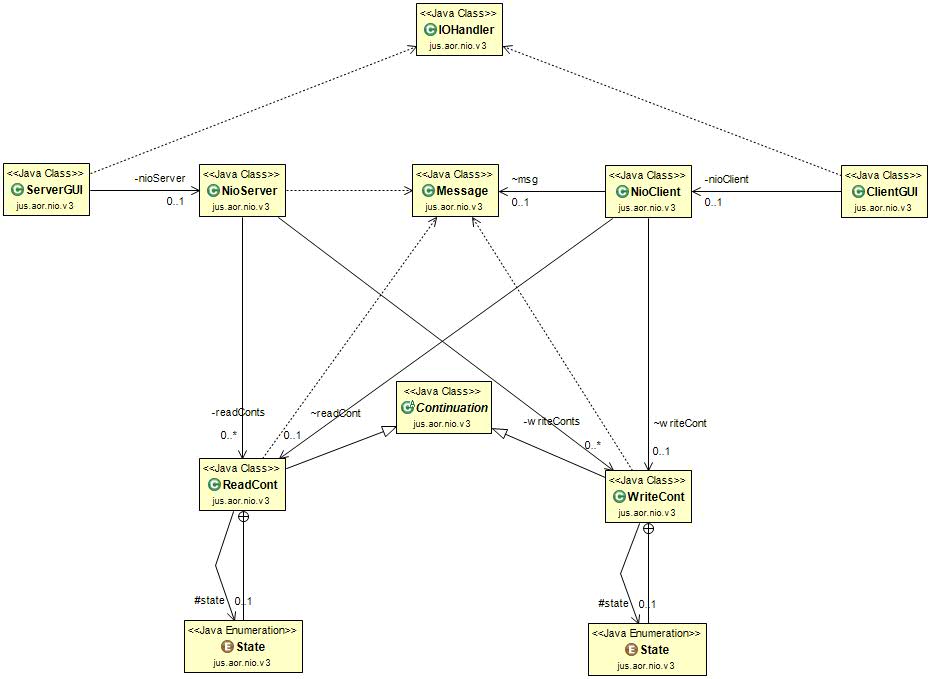 <<Java Class>>
IOHandler
jus.aor.nio.v3
<<Java Class>>
ServerGUI
jus.aor.nio.v3
-nioServer
0..1
<<Java Class>>
NioServer
jus.aor.nio.v3
<<Java Class>>
Message
jus.aor.nio.v3
~msg
0..1
<<Java Class>>
NioClient
jus.aor.nio.v3
-nioClient
0..1
<<Java Class>>
ClientGUI
jus.aor.nio.v3
<<Java Class>>
Continuation
jus.aor.nio.v3
-readConts
0..*
~readCont
0..1
-writeConts
0..*
~writeCont
0..1
<<Java Class>>
ReadCont
jus.aor.nio.v3
<<Java Class>>
WriteCont
jus.aor.nio.v3
#state
0..1
#state
0..1
<<Java Enumeration>>
State
jus.aor.nio.v3
<<Java Enumeration>>
State
jus.aor.nio.v3